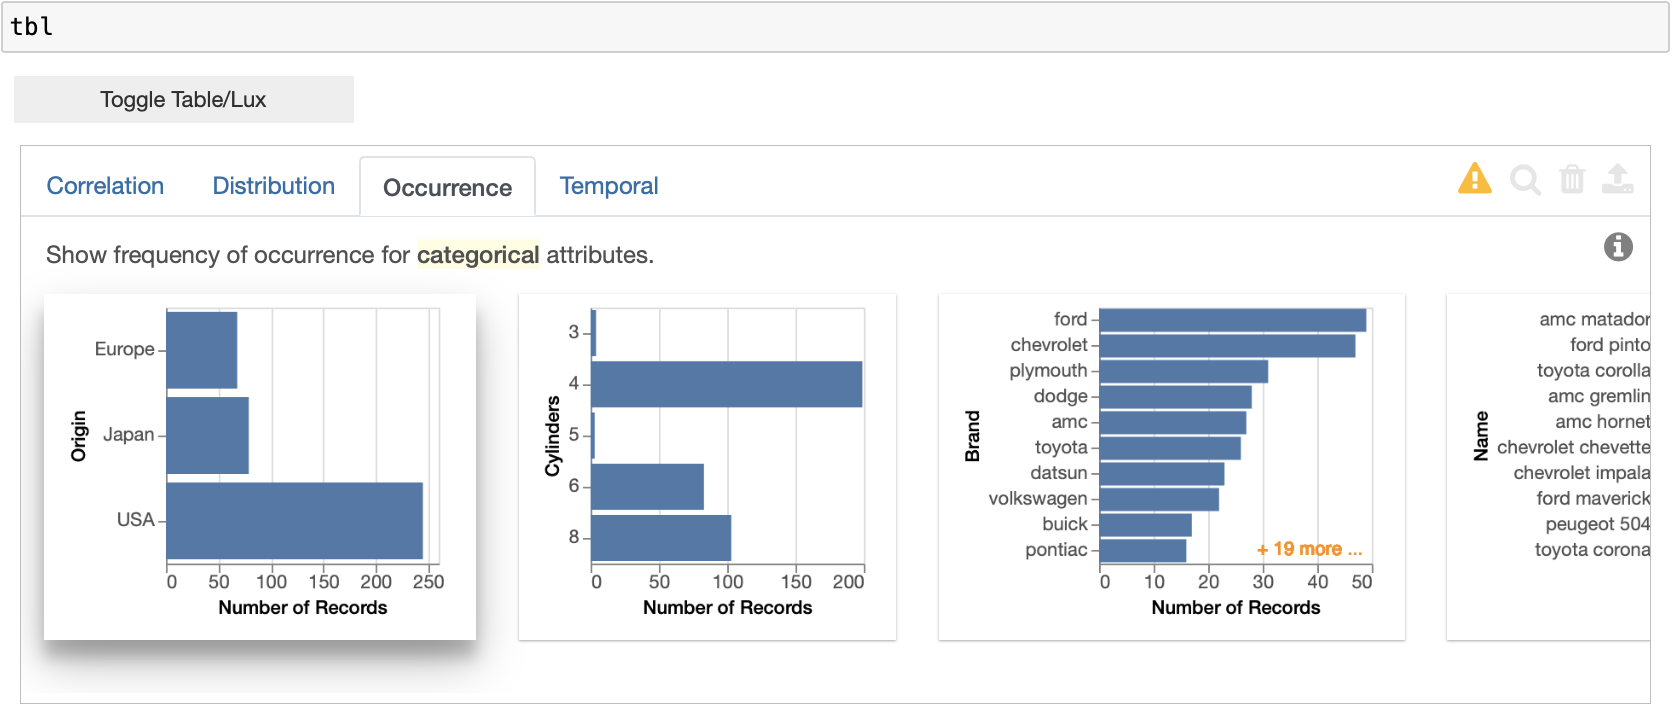 tbl
Toggle Table/Lux
Correlation Distribution Occurrence Temporal
Show frequency of occurrence for categorical attributes.
Origin
Europe
Japan
USA
0 50 100 150 200 250
Number of Records
Cylinders
3
4
5
6
8
0 50 100 150 200
Number of Records
Brand
ford
chevrolet
plymouth
dodge
amc
toyota
datsun
volkswagen
buick
pontiac
+ 19 more ...
0 10 20 30 40 50
Number of Records
Name
amc matador
ford pinto
toyota corolla
amc gremlin
amc hornet
chevrolet chevette
chevrolet impala
ford maverick
peugeot 504
toyota corona